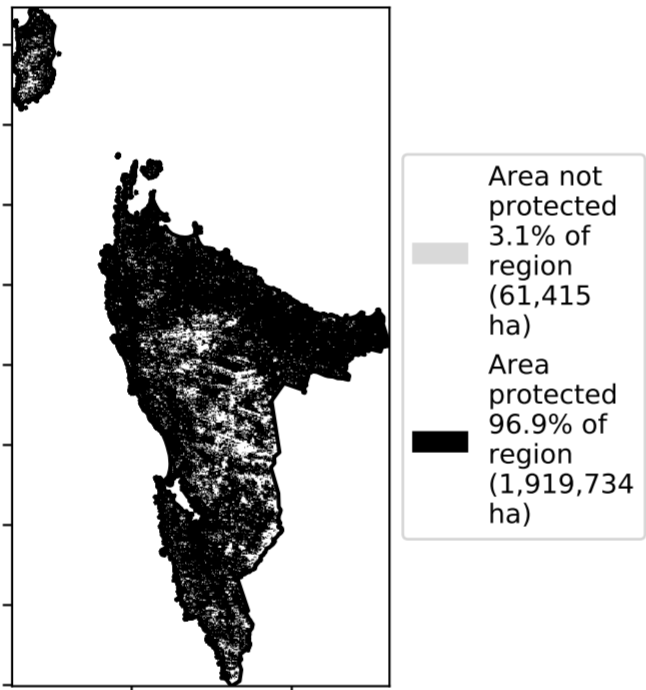 Area not
protected
3.1% of
region
(61,415
ha)
Area
protected
96.9% of
region
(1,919,734
ha)